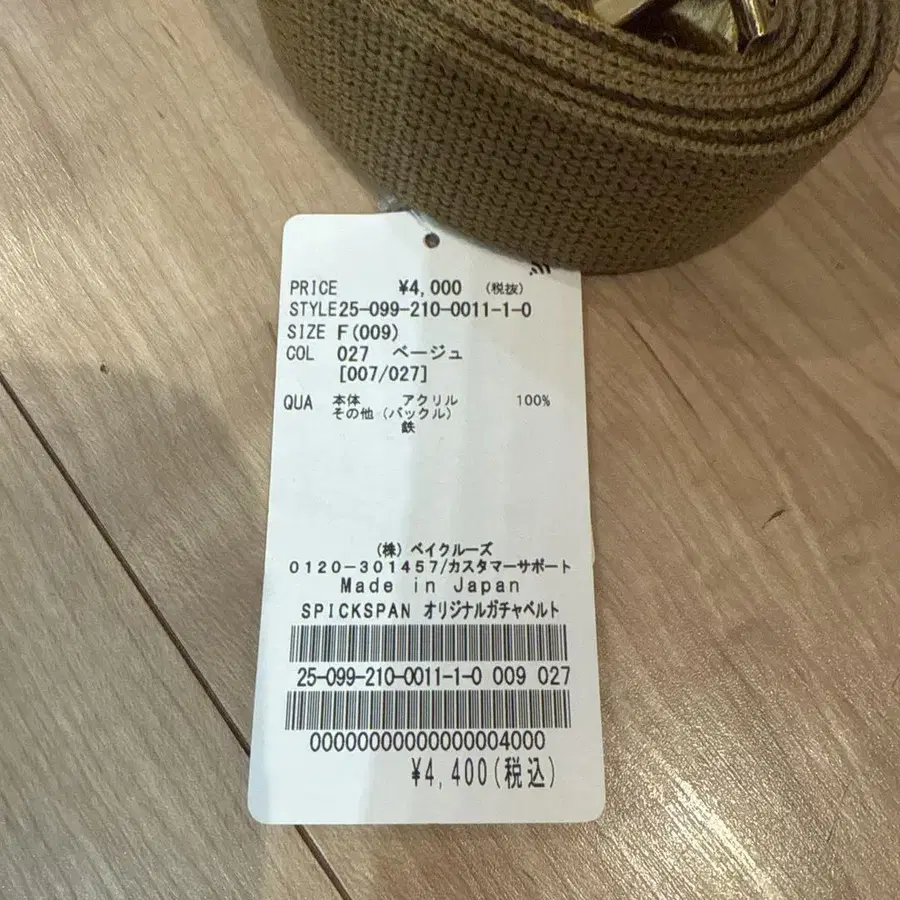 PRICE ¥4,000 (税抜)
STYLE 25-099-210-0011-1-0
SIZE F(009)
COL 027 ベージュ
[007/027]
QUA 本体 アクリル 100%
その他(バックル)
鉄
(株)ベイクルーズ
0120-301457/カスタマーサポート
Made in Japan
SPICKSPAN オリジナルガチャベルト
25-099-210-0011-1-0 009 027
00000000000000004000
¥4,400(税込)